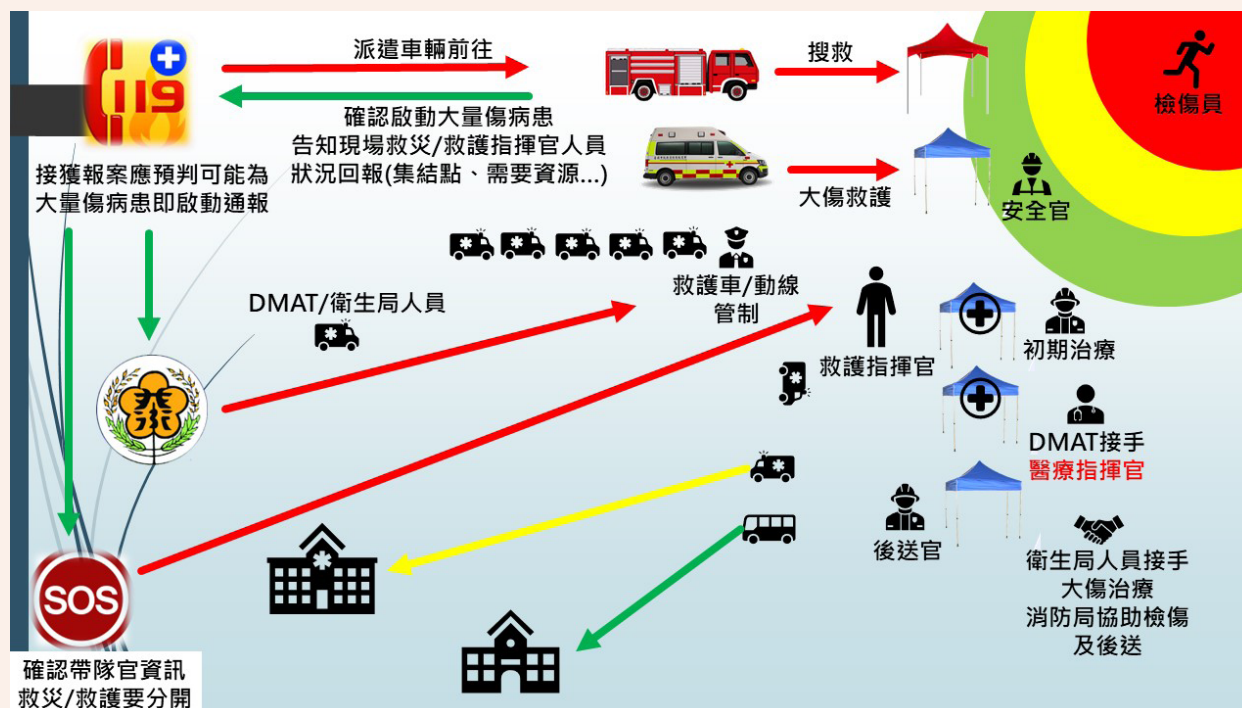 119
派遣車輛前往
搜救
檢傷員
確認啟動大量傷病患
告知現場救災/救護指揮官人員
狀況回報(集結點、需要資源...)
接獲報案應預判可能為
大量傷病患即啟動通報
大傷救護
安全官
DMAT/衛生局人員
救護車/動線
管制
救護指揮官
初期治療
DMAT接手
醫療指揮官
後送官
衛生局人員接手
大傷治療
消防局協助檢傷
及後送
SOS
確認帶隊官資訊
救災/救護要分開